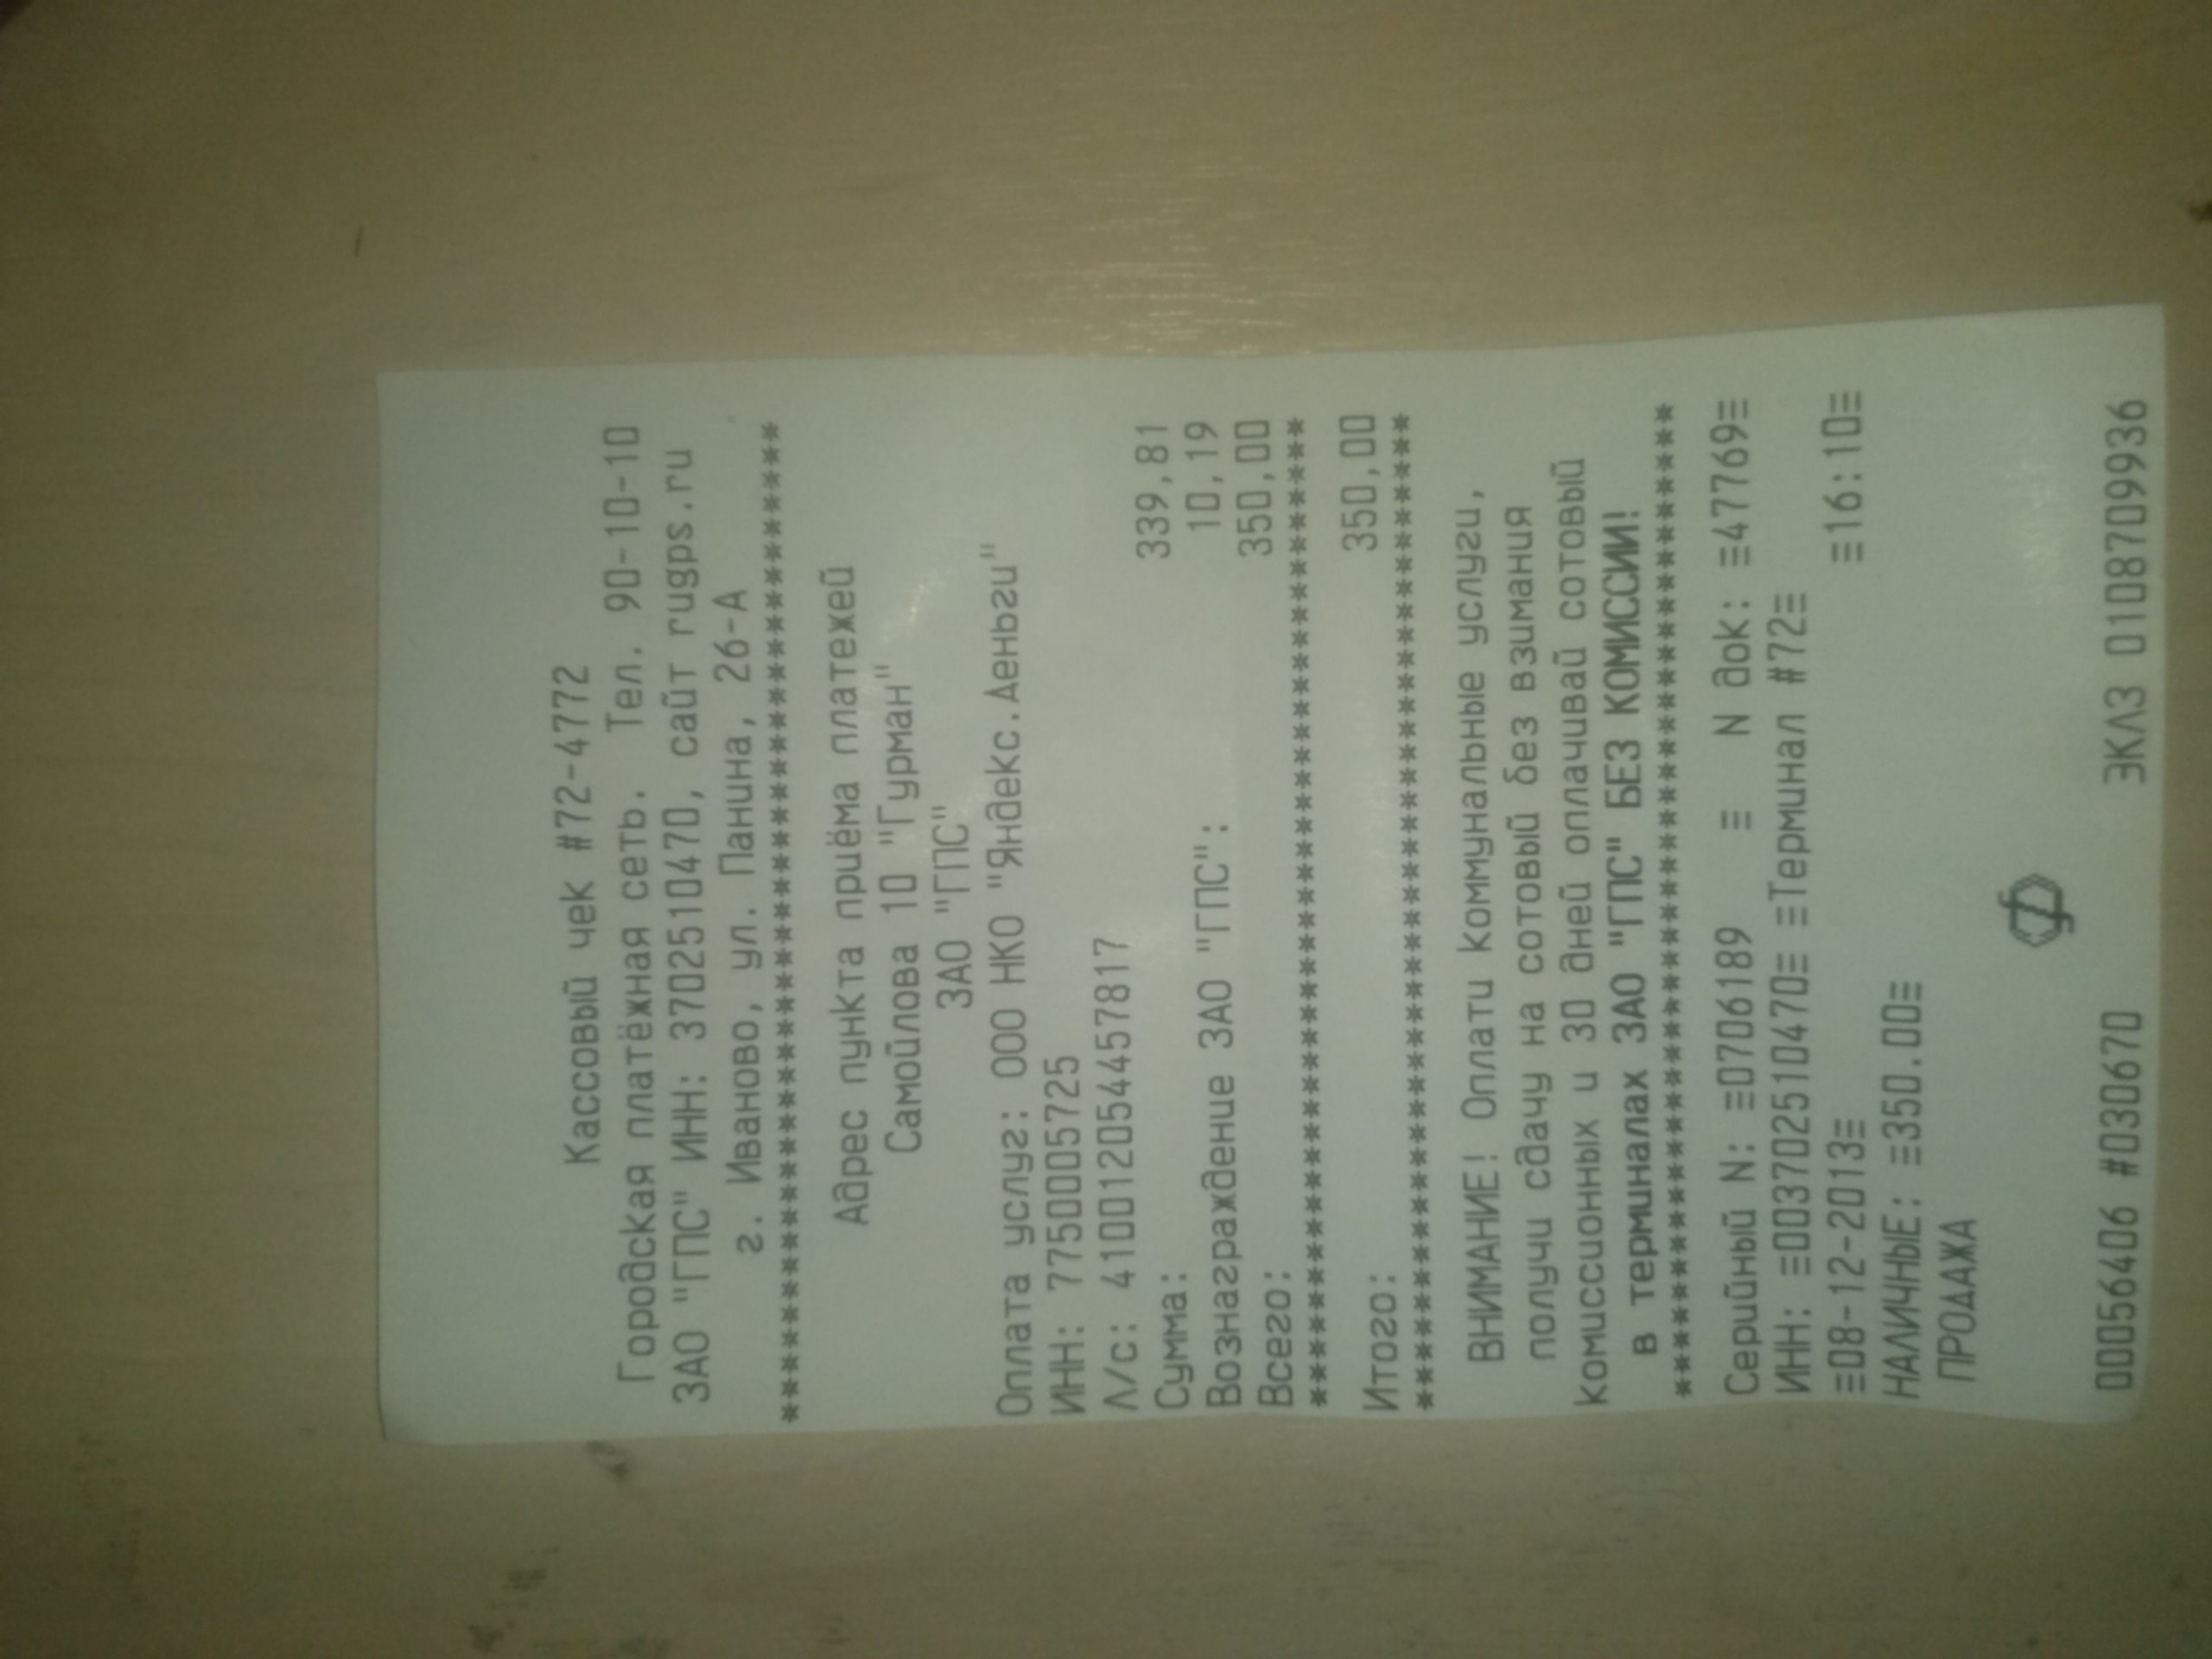 Кассовый чек #72-4772
Городская платёжная сеть. Тел. 90-10-10
ЗАО "ГПС" ИНН: 3702510470, сайт rugps.ru
г. Иваново, ул. Панина, 26-А
****************************************
Адрес пункта приёма платежей
Самойлова 10 "Гурман"
ЗАО "ГПС"
Оплата услуг: ООО НКО "Яндекс.Деньги"
ИНН: 7750005725
Л/с: 410012054457817
Сумма: 339,81
Вознаграждение ЗАО "ГПС": 10,19
Всего: 350,00
****************************************
Итого: 350,00
****************************************
ВНИМАНИЕ! Оплати коммунальные услуги,
получи сдачу на сотовый без взимания
комиссионных и 30 дней оплачивай сотовый
в терминалах ЗАО "ГПС" БЕЗ КОМИССИИ!
****************************************
Серийный N: ≡0706189 ≡ N док: ≡47769≡
ИНН: ≡003702510470≡ ≡Терминал #72≡
≡08-12-2013≡ ≡16:10≡
НАЛИЧНЫЕ: ≡350.00≡
ПРОДАЖА
00056406 #030670 ЭКЛЗ 0108709936